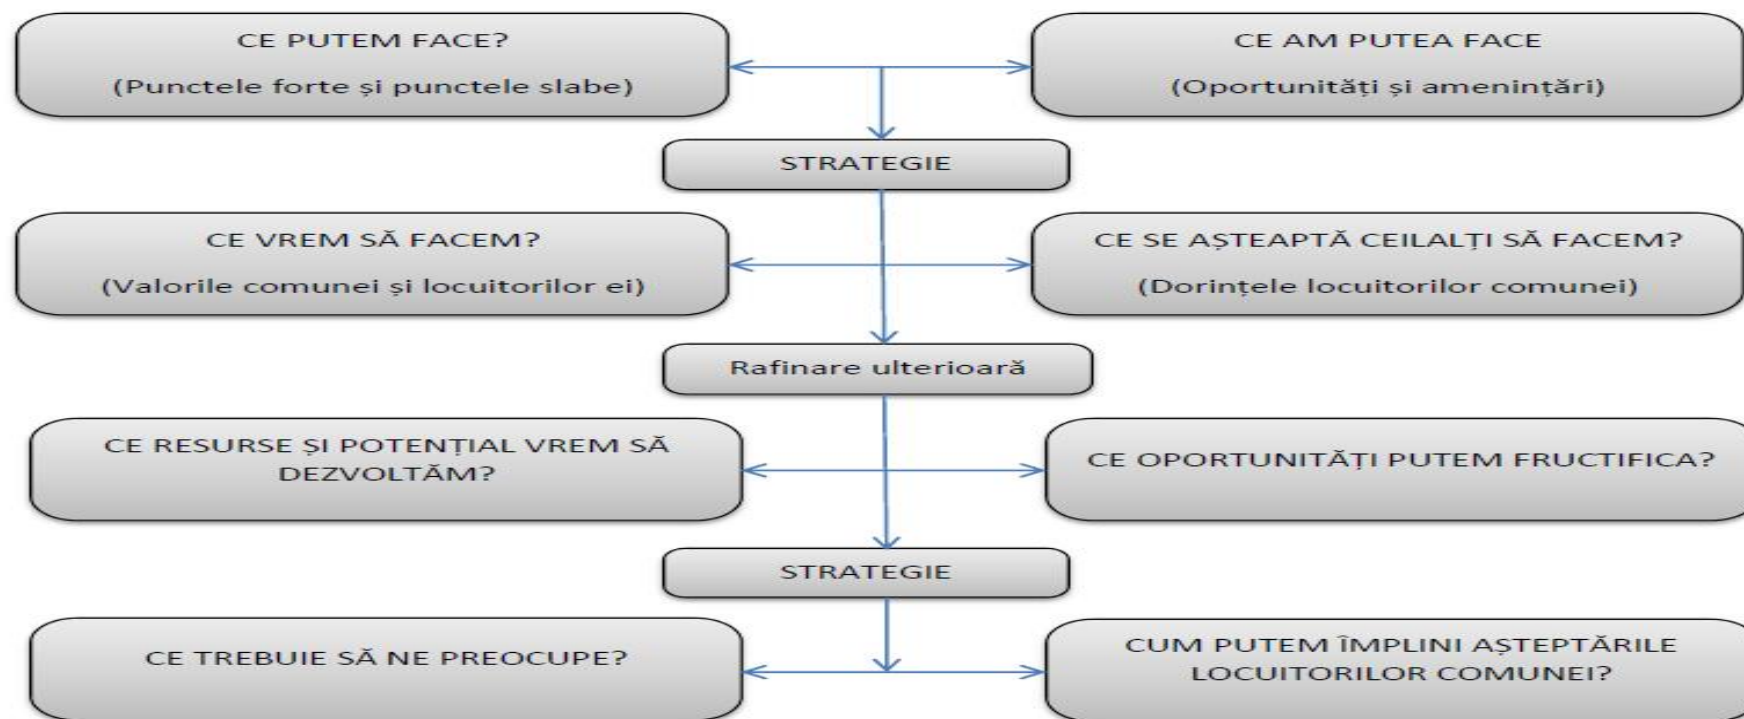 CE PUTEM FACE?
(Punctele forte și punctele slabe)
CE AM PUTEA FACE
(Oportunități și amenințări)
STRATEGIE
CE VREM SĂ FACEM?
(Valorile comunei și locuitorilor ei)
CE SE AȘTEAPTĂ CEILALȚI SĂ FACEM?
(Dorințele locuitorilor comunei)
Rafinare ulterioară
CE RESURSE ȘI POTENȚIAL VREM SĂ
DEZVOLTĂM?
CE OPORTUNITĂȚI PUTEM FRUCTIFICA?
STRATEGIE
CE TREBUIE SĂ NE PREOCUPE?
CUM PUTEM ÎMPLINI AȘTEPTĂRILE
LOCUITORILOR COMUNEI?